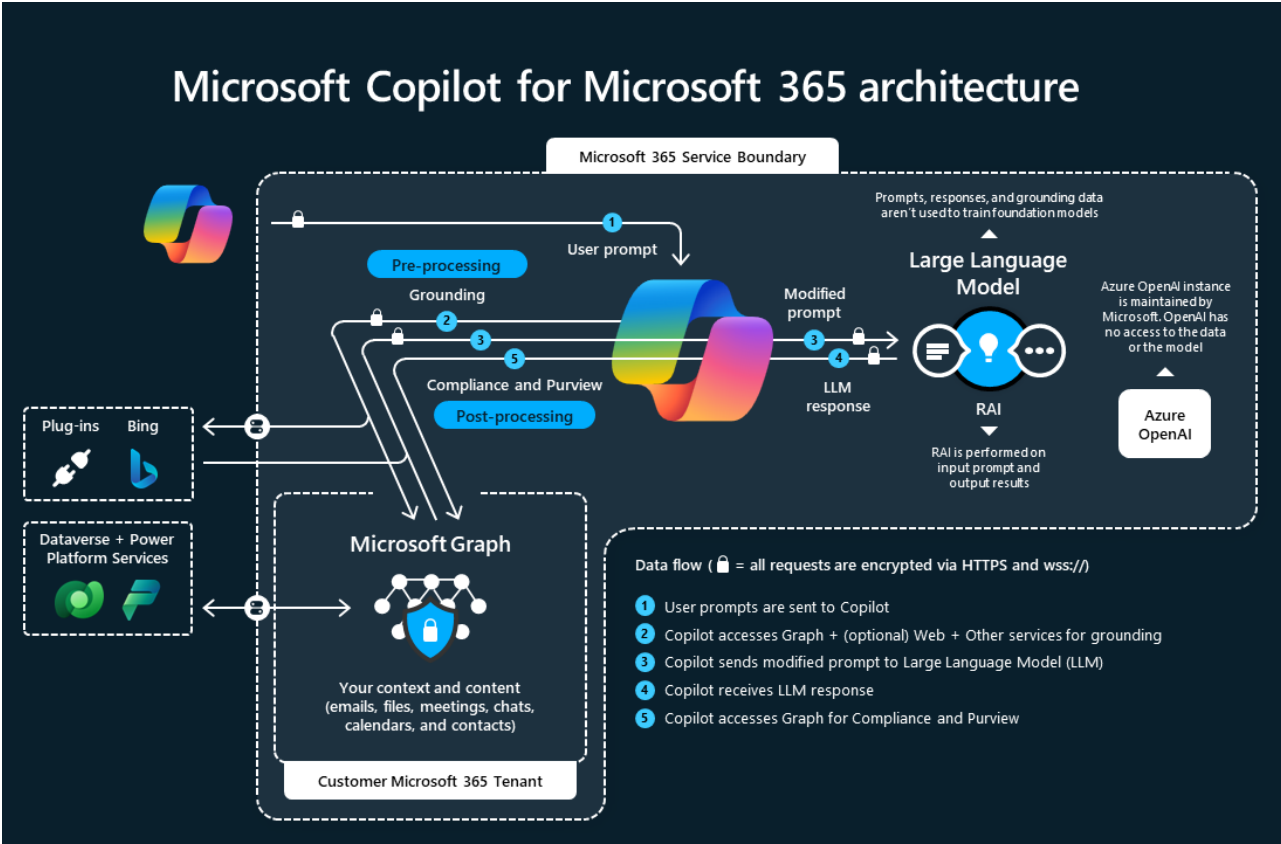 Microsoft Copilot for Microsoft 365 architecture
Microsoft 365 Service Boundary
1
User prompt
Pre-processing
Grounding
2
3
5
Compliance and Purview
Post-processing
Modified
prompt
3
4
LLM
response
Prompts, responses, and grounding data
aren't used to train foundation models
Large Language
Model
RAI
RAI is performed on
input prompt and
output results
Azure OpenAI instance
is maintained by
Microsoft. OpenAI has
no access to the data
or the model
Azure
OpenAI
Plug-ins
Bing
Dataverse + Power
Platform Services
Microsoft Graph
Your context and content
(emails, files, meetings, chats,
calendars, and contacts)
Customer Microsoft 365 Tenant
Data flow ( = all requests are encrypted via HTTPS and wss://)
1 User prompts are sent to Copilot
2 Copilot accesses Graph + (optional) Web + Other services for grounding
3 Copilot sends modified prompt to Large Language Model (LLM)
4 Copilot receives LLM response
5 Copilot accesses Graph for Compliance and Purview